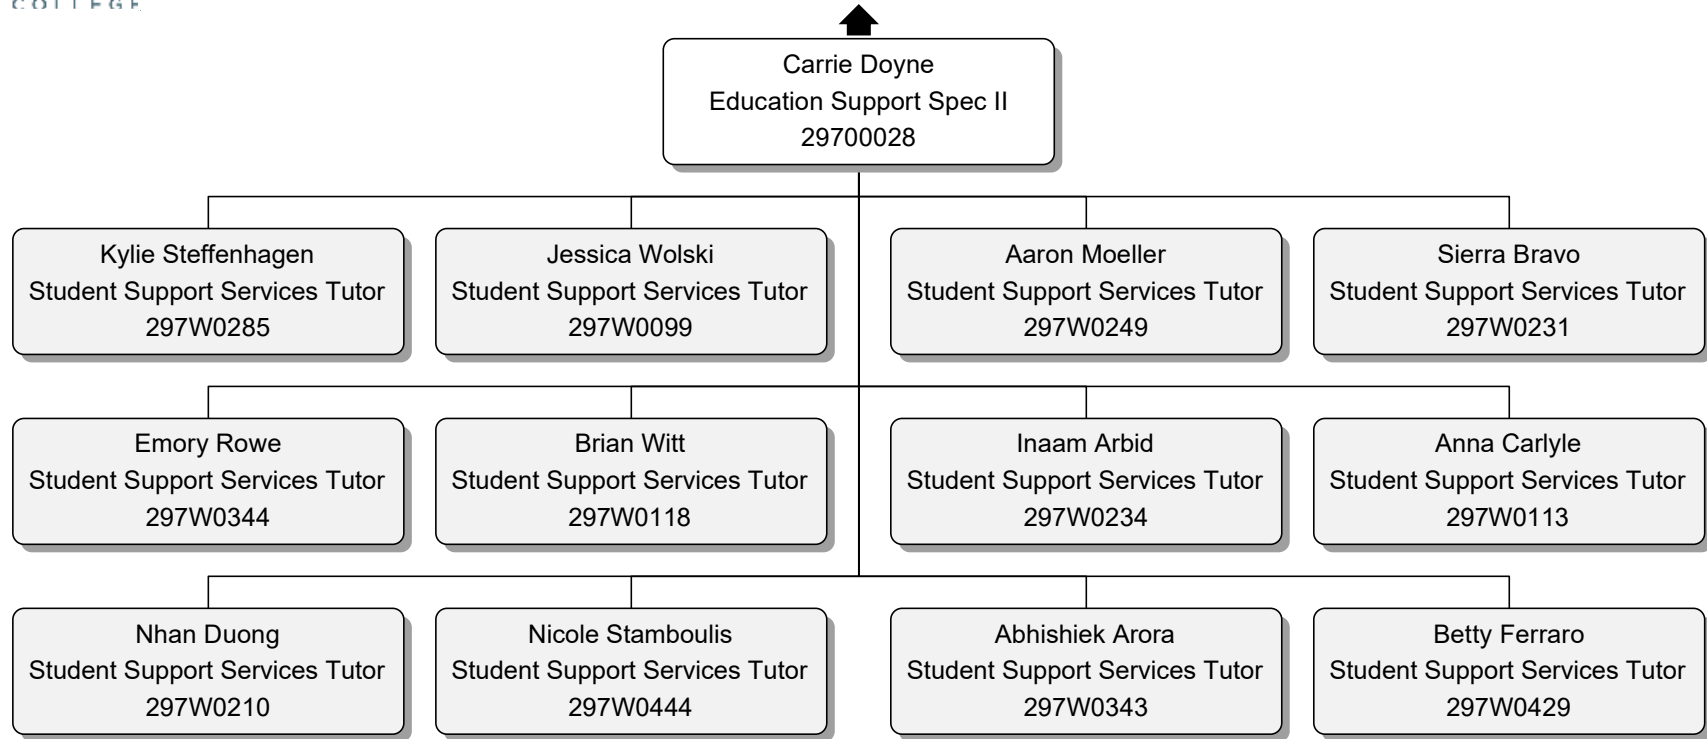 COLLEGE
Carrie Doyne
Education Support Spec II
29700028
Kylie Steffenhagen
Student Support Services Tutor
297W0285
Jessica Wolski
Student Support Services Tutor
297W0099
Aaron Moeller
Student Support Services Tutor
297W0249
Sierra Bravo
Student Support Services Tutor
297W0231
Emory Rowe
Student Support Services Tutor
297W0344
Brian Witt
Student Support Services Tutor
297W0118
Inaam Arbid
Student Support Services Tutor
297W0234
Anna Carlyle
Student Support Services Tutor
297W0113
Nhan Duong
Student Support Services Tutor
297W0210
Nicole Stamboulis
Student Support Services Tutor
297W0444
Abhishiek Arora
Student Support Services Tutor
297W0343
Betty Ferraro
Student Support Services Tutor
297W0429